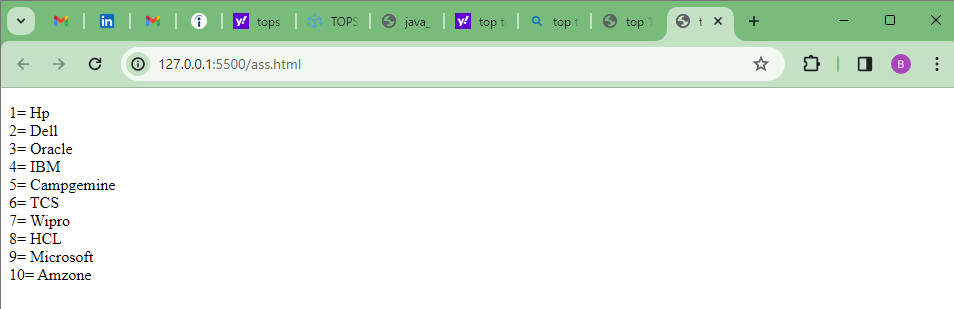 tops
TOPS
java_
top t
top t
top
t
127.0.0.1:5500/ass.html
B
1= Hp
2= Dell
3= Oracle
4= IBM
5= Campgemine
6= TCS
7= Wipro
8= HCL
9= Microsoft
10= Amzone